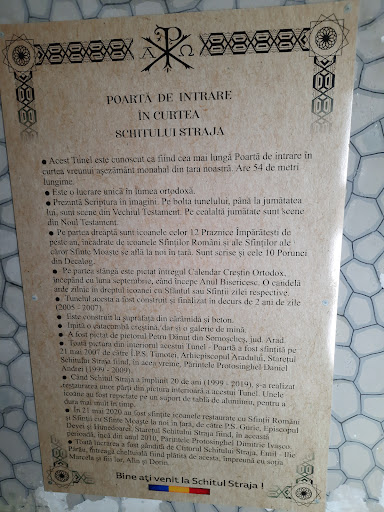 Α Ω
POARTĂ DE INTRARE
ÎN CURTEA
SCHITULUI STRAJA
● Acest Tunel este cunoscut ca fiind cea mai lungă Poartă de intrare în
curtea vreunui așezământ monahal din țara noastră. Are 54 de metri
lungime.
● Este o lucrare unică în lumea ortodoxă.
● Prezintă Scriptura în imagini. Pe bolta tunelului, până la jumătatea
lui, sunt scene din Vechiul Testament. Pe cealaltă jumătate sunt scene
din Noul Testament.
● Pe partea dreaptă sunt icoanele celor 12 Praznice Împărătești de
peste an, încadrate de icoanele Sfinților Români și ale Sfinților ale
căror Sfinte Moaște se află la noi în țară. Sunt scrise și cele 10 Porunci
din Decalog.
● Pe partea stângă este pictat întregul Calendar Creștin Ortodox,
începând cu luna septembrie, când începe Anul Bisericesc. O candelă
arde zilnic în dreptul icoanei cu Sfântul sau Sfinții zilei respective.
● Tunelul acesta a fost construit și finalizat în decurs de 2 ani de zile
(2005 - 2007).
● Este construit la suprafață din cărămidă și beton.
● Imită o catacombă creștină, dar și o galerie de mină.
● A fost pictat de pictorul Petru Dănuț din Șomoșcheș, jud. Arad.
● Toată pictura din interiorul acestui Tunel - Poartă a fost sfințită pe
21 mai 2007 de către Î.P.S. Timotei, Arhiepiscopul Aradului, Starețul
Schitului Straja fiind, în acea vreme, Părintele Protosinghel Daniel
Andrei (1999 - 2009).
● Când Schitul Straja a împlinit 20 de ani (1999 - 2019), s-a realizat
restaurarea unor părți din pictura inferioară a acestui Tunel. Unele
icoane au fost repictate pe un suport de tablă de aluminiu, pentru a
dura mai mult în timp.
● În 21 mai 2020 au fost sfințite icoanele restaurate cu Sfinții Români
și Sfinții cu Sfinte Moaște la noi în țară, de către P.S. Gurie, Episcopul
Devei și Hunedoarei, Starețul Schitului Straja fiind, în această
perioadă, încă din anul 2010, Părintele Protosinghel Dimitrie Ivașco.
● Toată lucrarea a fost gândită de Ctitorul Schitului Straja, Emil - Ilie
Părău, întreaga cheltuială fiind plătită de acesta, împreună cu soția
Marcela și fiii lor, Alin și Dorin.
Bine ați venit la Schitul Straja !